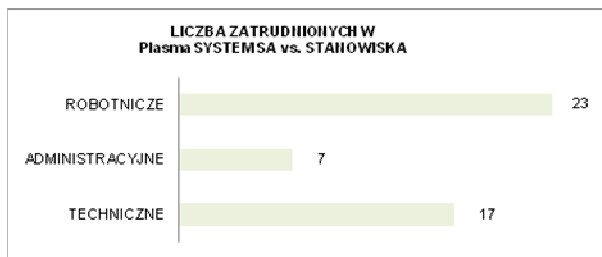 LICZBA ZATRUDNIONYCH W
Plasma SYSTEM SA vs. STANOWISKA
ROBOTNICZE 23
ADMINISTRACYJNE 7
TECHNICZNE 17